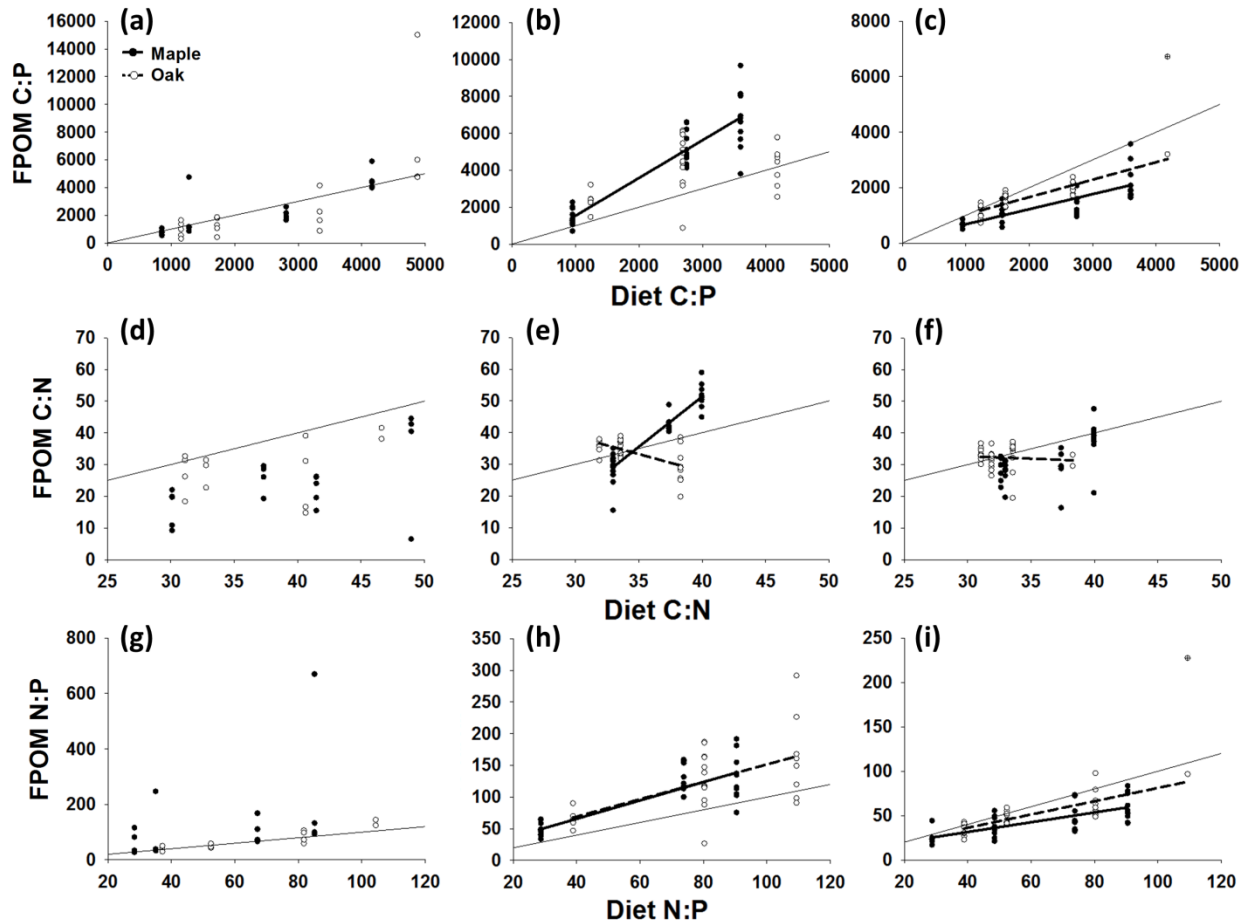 (a) (b) (c)
FPOM C:P
16000 14000 12000 10000 8000 6000 4000 2000 0
Maple
Oak
12000 10000 8000 6000 4000 2000 0
8000 6000 4000 2000 0
0 1000 2000 3000 4000 5000
0 1000 2000 3000 4000 5000
0 1000 2000 3000 4000 5000
Diet C:P
(d) (e) (f)
FPOM C:N
70 60 50 40 30 20 10 0
70 60 50 40 30 20 10 0
70 60 50 40 30 20 10 0
25 30 35 40 45 50
25 30 35 40 45 50
25 30 35 40 45 50
Diet C:N
(g) (h) (i)
FPOM N:P
800 600 400 200 0
350 300 250 200 150 100 50 0
250 200 150 100 50 0
20 40 60 80 100 120
20 40 60 80 100 120
20 40 60 80 100 120
Diet N:P